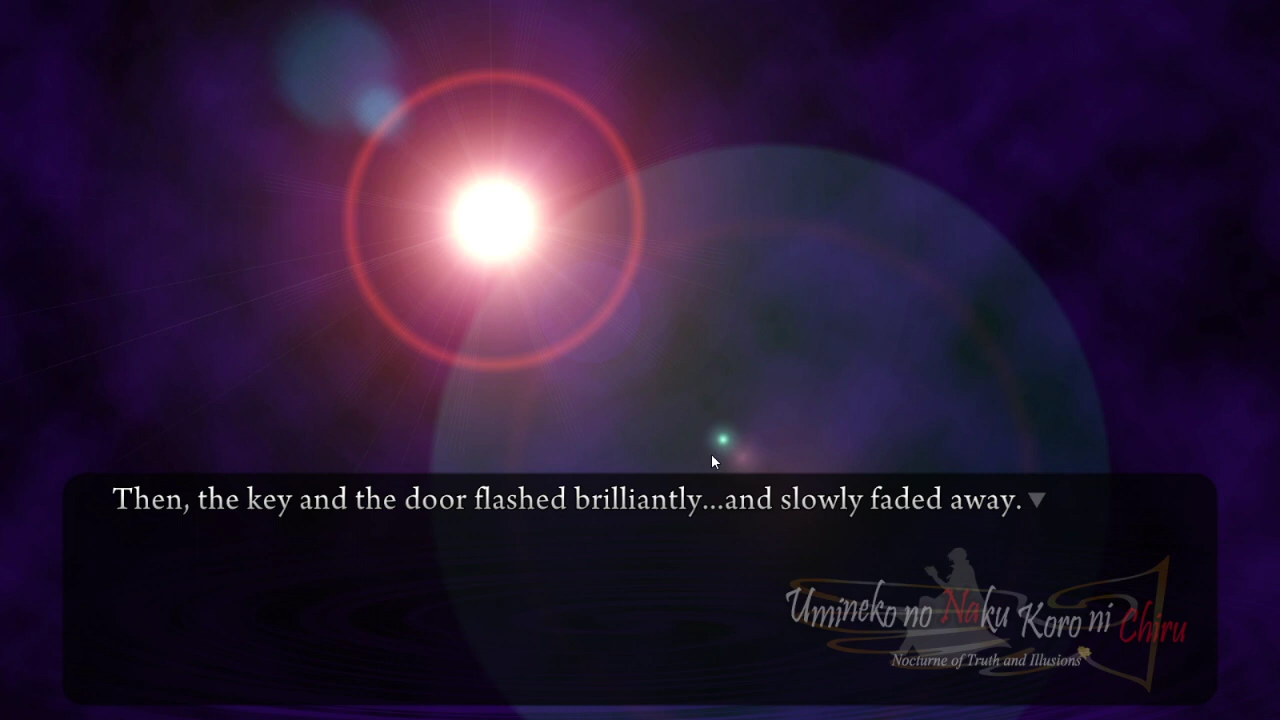 Then, the key and the door flashed brilliantly...and slowly faded away.
Umineko no Naku Koro ni Chiru
Nocturne of Truth and Illusions